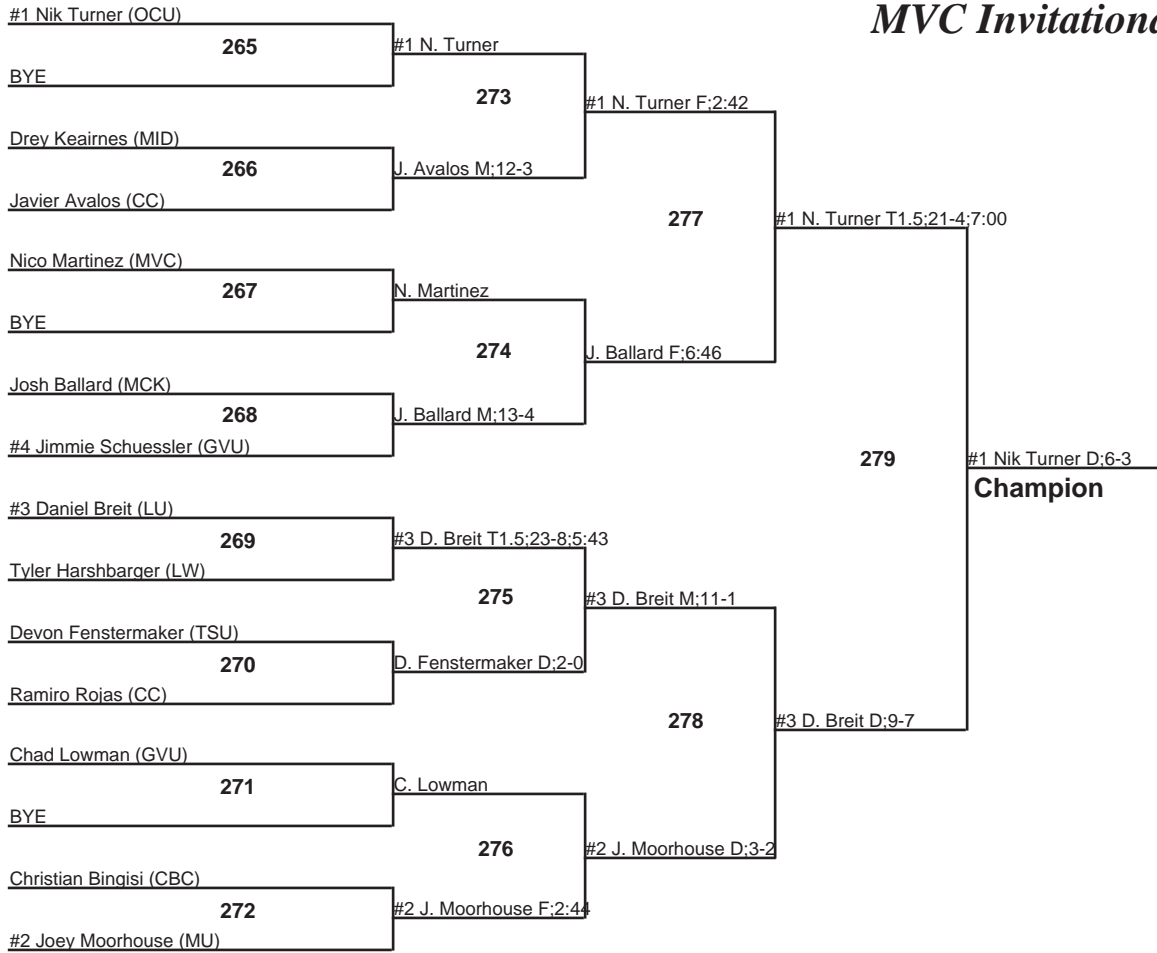 MVC Invitationa
#1 Nik Turner (OCU)
265
BYE
#1 N. Turner
273
Drey Keairnes (MID)
266
Javier Avalos (CC)
J. Avalos M;12-3
#1 N. Turner F;2:42
277
Nico Martinez (MVC)
267
BYE
N. Martinez
274
Josh Ballard (MCK)
268
#4 Jimmie Schuessler (GVU)
J. Ballard M;13-4
J. Ballard F;6:46
#1 N. Turner T1.5;21-4;7:00
279
#1 Nik Turner D;6-3
Champion
#3 Daniel Breit (LU)
269
Tyler Harshbarger (LW)
#3 D. Breit T1.5;23-8;5:43
275
Devon Fenstermaker (TSU)
270
Ramiro Rojas (CC)
D. Fenstermaker D;2-0
#3 D. Breit M;11-1
278
#3 D. Breit D;9-7
Chad Lowman (GVU)
271
BYE
C. Lowman
276
Christian Bingisi (CBC)
272
#2 Joey Moorhouse (MU)
#2 J. Moorhouse F;2:44
#2 J. Moorhouse D;3-2